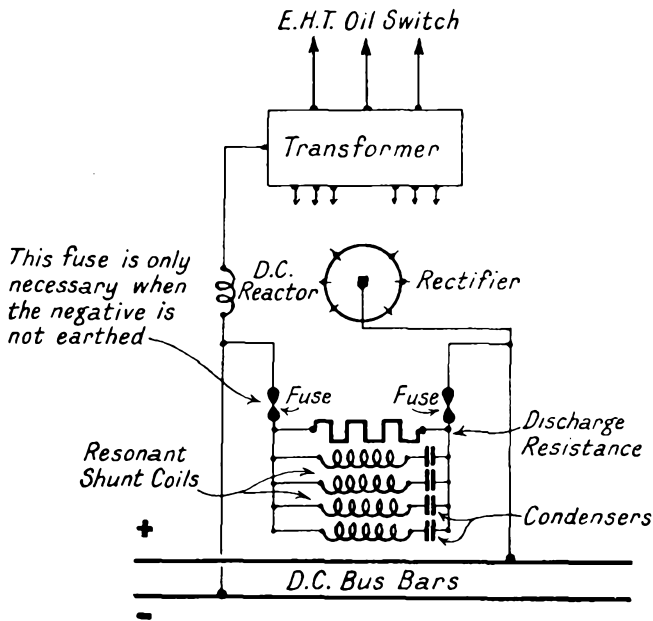 E.H.T. Oil Switch
Transformer
This fuse is only
necessary when
the negative is
not earthed
D.C.
Reactor
Rectifier
Fuse
Fuse
Discharge
Resistance
Resonant
Shunt Coils
Condensers
+
D.C. Bus Bars
-